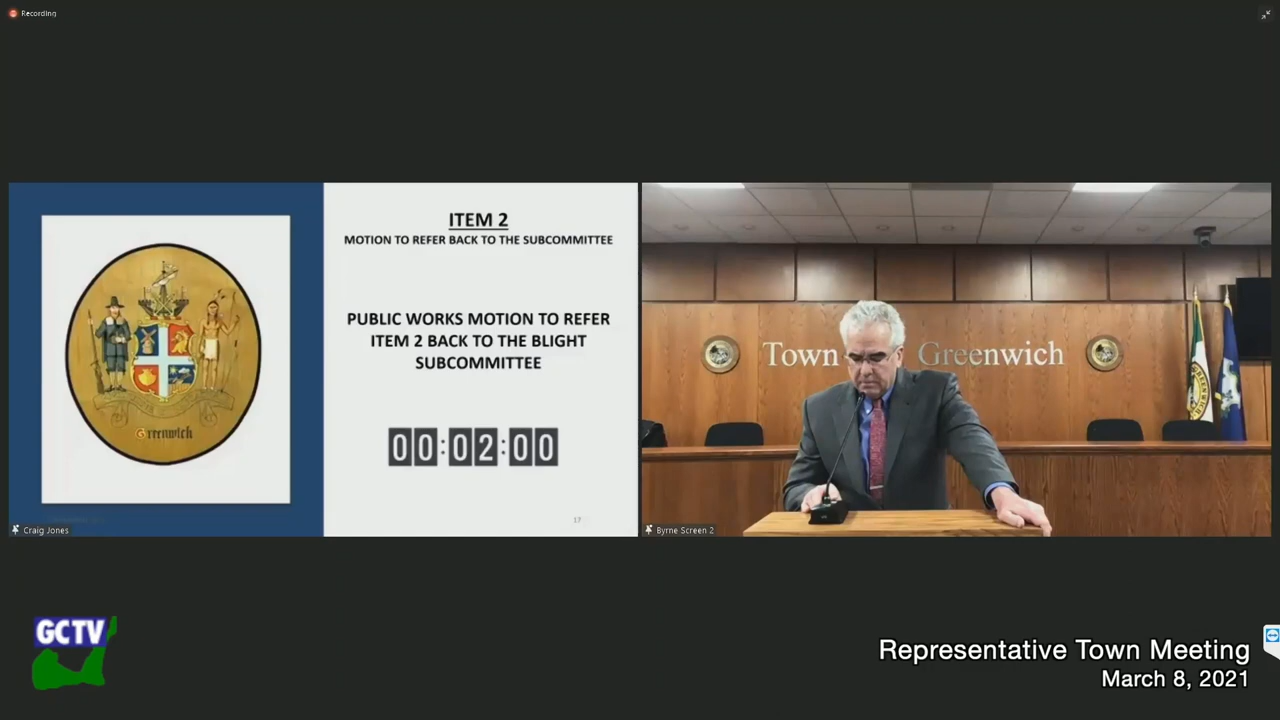 Recording
ITEM 2
MOTION TO REFER BACK TO THE SUBCOMMITTEE
PUBLIC WORKS MOTION TO REFER
ITEM 2 BACK TO THE BLIGHT
SUBCOMMITTEE
00:02:00
17
Greenwich
Craig Jones
Town
Greenwich
Byrne Screen 2
GCTV
Representative Town Meeting
March 8, 2021